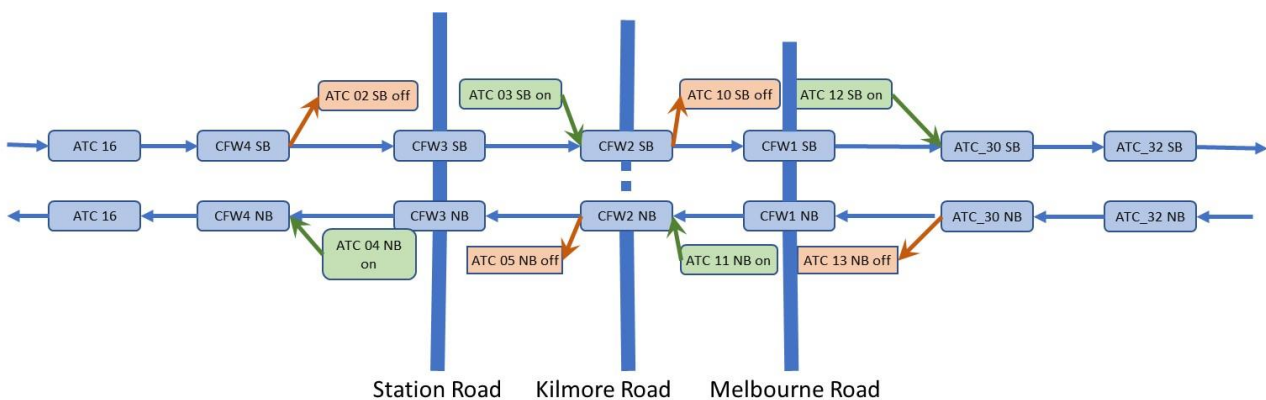 ATC 02 SB off
ATC 03 SB on
ATC 10 SB off
ATC 12 SB on
ATC 16
CFW4 SB
CFW3 SB
CFW2 SB
CFW1 SB
ATC_30 SB
ATC_32 SB
ATC 16
CFW4 NB
CFW3 NB
CFW2 NB
CFW1 NB
ATC_30 NB
ATC_32 NB
ATC 04 NB
on
ATC 05 NB off
ATC 11 NB on
ATC 13 NB off
Station Road
Kilmore Road
Melbourne Road